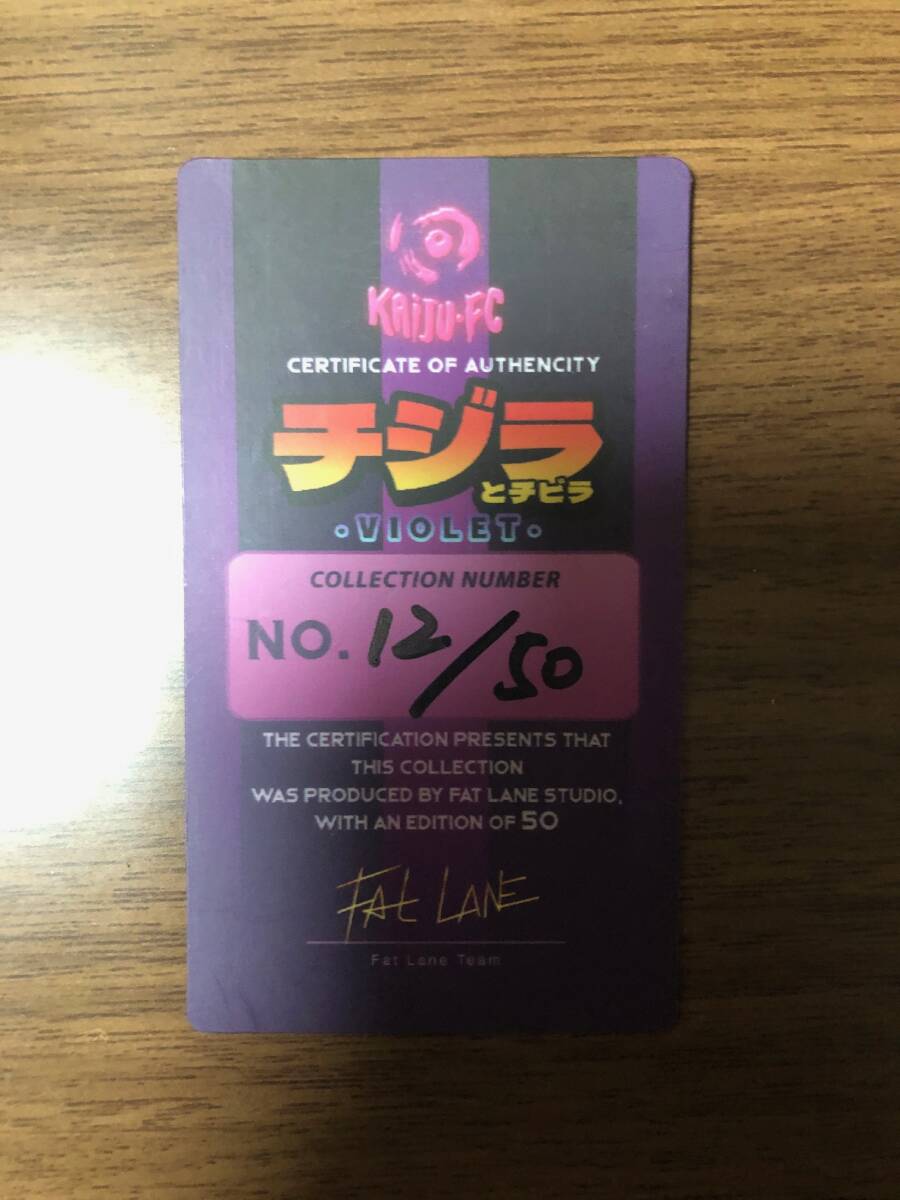 KAIJU·FC
CERTIFICATE OF AUTHENCITY
チジラ
とチビラ
·VIOLET·
COLLECTION NUMBER
NO. 12/50
THE CERTIFICATION PRESENTS THAT
THIS COLLECTION
WAS PRODUCED BY FAT LANE STUDIO,
WITH AN EDITION OF 50
FAt LANE
Fat Lane Team